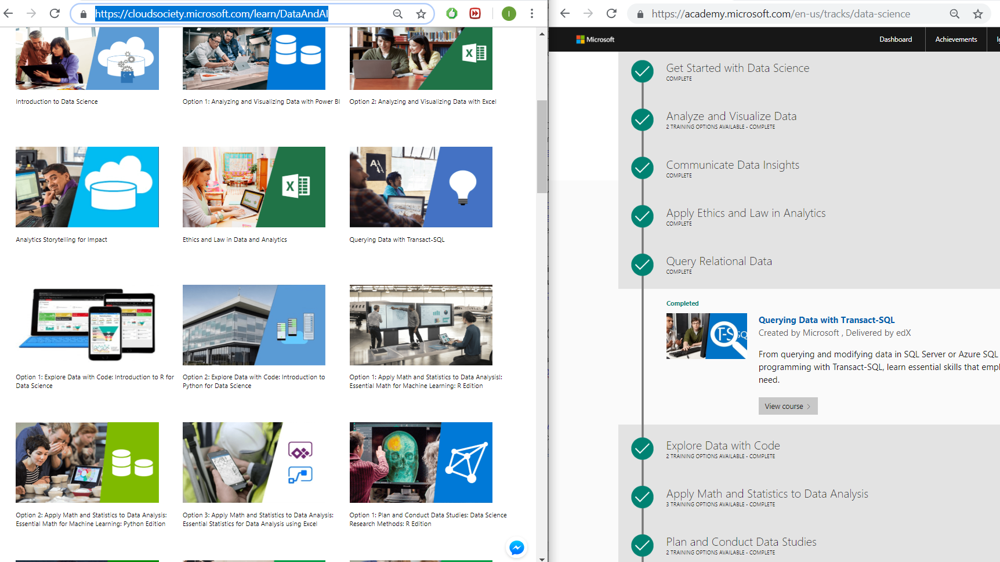 https://cloudsociety.microsoft.com/learn/DataAndAI
I
Introduction to Data Science
Option 1: Analyzing and Visualizing Data with Power BI
Option 2: Analyzing and Visualizing Data with Excel
Analytics Storytelling for Impact
Ethics and Law in Data and Analytics
Querying Data with Transact-SQL
Option 1: Explore Data with Code: Introduction to R for
Data Science
Option 2: Explore Data with Code: Introduction to
Python for Data Science
Option 1: Apply Math and Statistics to Data Analysisl:
Essential Math for Machine Learning: R Edition
Option 2: Apply Math and Statistics to Data Analysis:
Essential Math for Machine Learning: Python Edition
Option 3: Apply Math and Statistics to Data Analysis:
Essential Statistics for Data Analysis using Excel
Option 1: Plan and Conduct Data Studies: Data Science
Research Methods: R Edition
https://academy.microsoft.com/en-us/tracks/data-science
Microsoft
Dashboard
Achievements
Get Started with Data Science
COMPLETE
Analyze and Visualize Data
2 TRAINING OPTIONS AVAILABLE - COMPLETE
Communicate Data Insights
COMPLETE
Apply Ethics and Law in Analytics
COMPLETE
Query Relational Data
COMPLETE
Completed
T-SQ
Querying Data with Transact-SQL
Created by Microsoft , Delivered by edX
From querying and modifying data in SQL Server or Azure SQL
programming with Transact-SQL, learn essential skills that empl
need.
View course >
Explore Data with Code
2 TRAINING OPTIONS AVAILABLE - COMPLETE
Apply Math and Statistics to Data Analysis
3 TRAINING OPTIONS AVAILABLE - COMPLETE
Plan and Conduct Data Studies
2 TRAINING OPTIONS AVAILABLE - COMPLETE